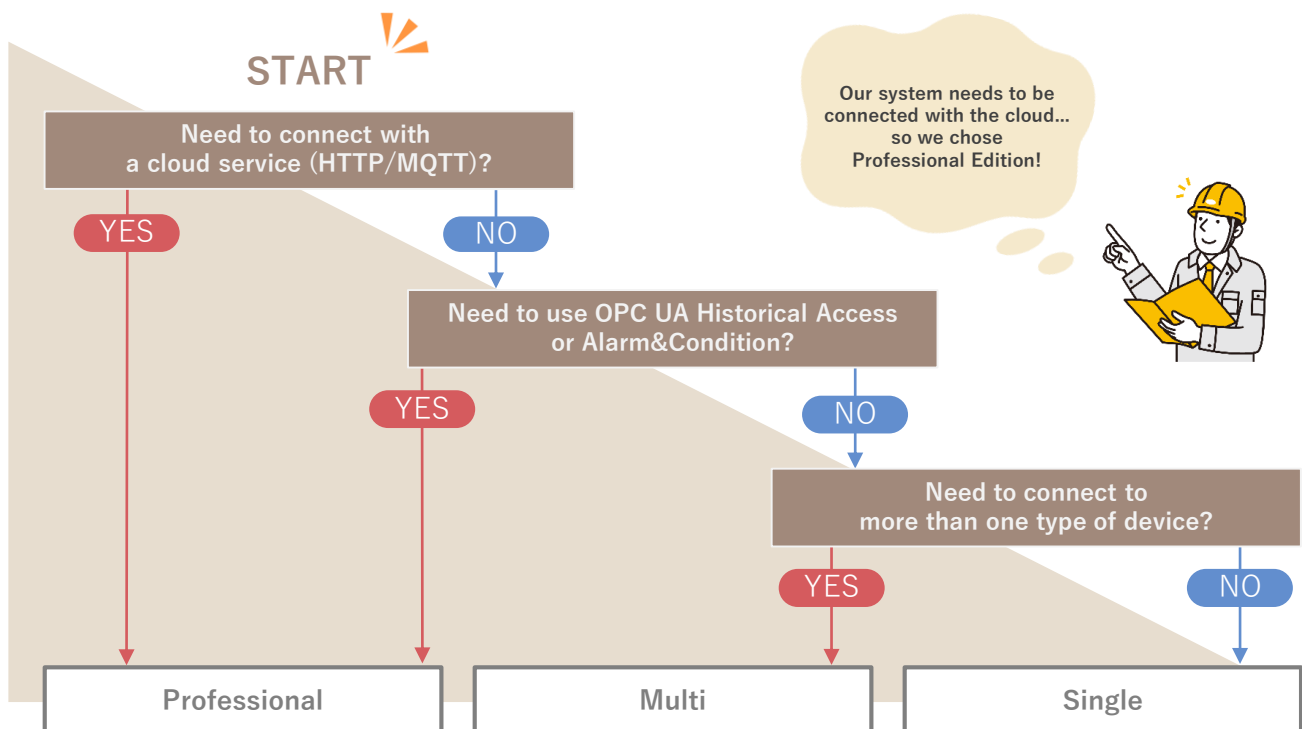 START
Our system needs to be
connected with the cloud...
so we chose
Professional Edition!
Need to connect with
a cloud service (HTTP/MQTT)?
YES
NO
Need to use OPC UA Historical Access
or Alarm&Condition?
YES
NO
Need to connect to
more than one type of device?
YES
NO
Professional
Multi
Single